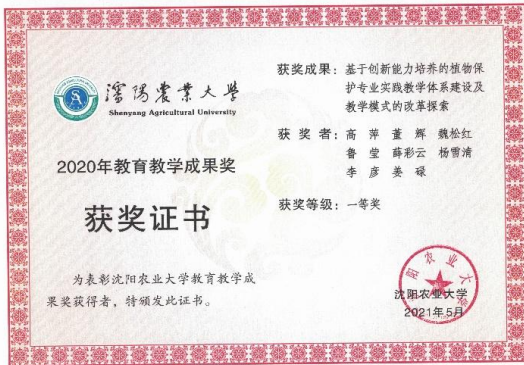 瀋陽農業大學
Shenyang Agricultural University
2020年教育教学成果奖
获奖证书
为表彰沈阳农业大学教育教学成
果奖获得者，特颁发此证书。
获奖成果：基于创新能力培养的植物保
护专业实践教学体系建设及
教学模式的改革探索
获 奖 者：高 萍 董 辉 魏松红
鲁 莹 薛彩云 杨雪清
李 彦 姜 碌
获奖等级：一等奖
沈阳农业大学
2021年5月